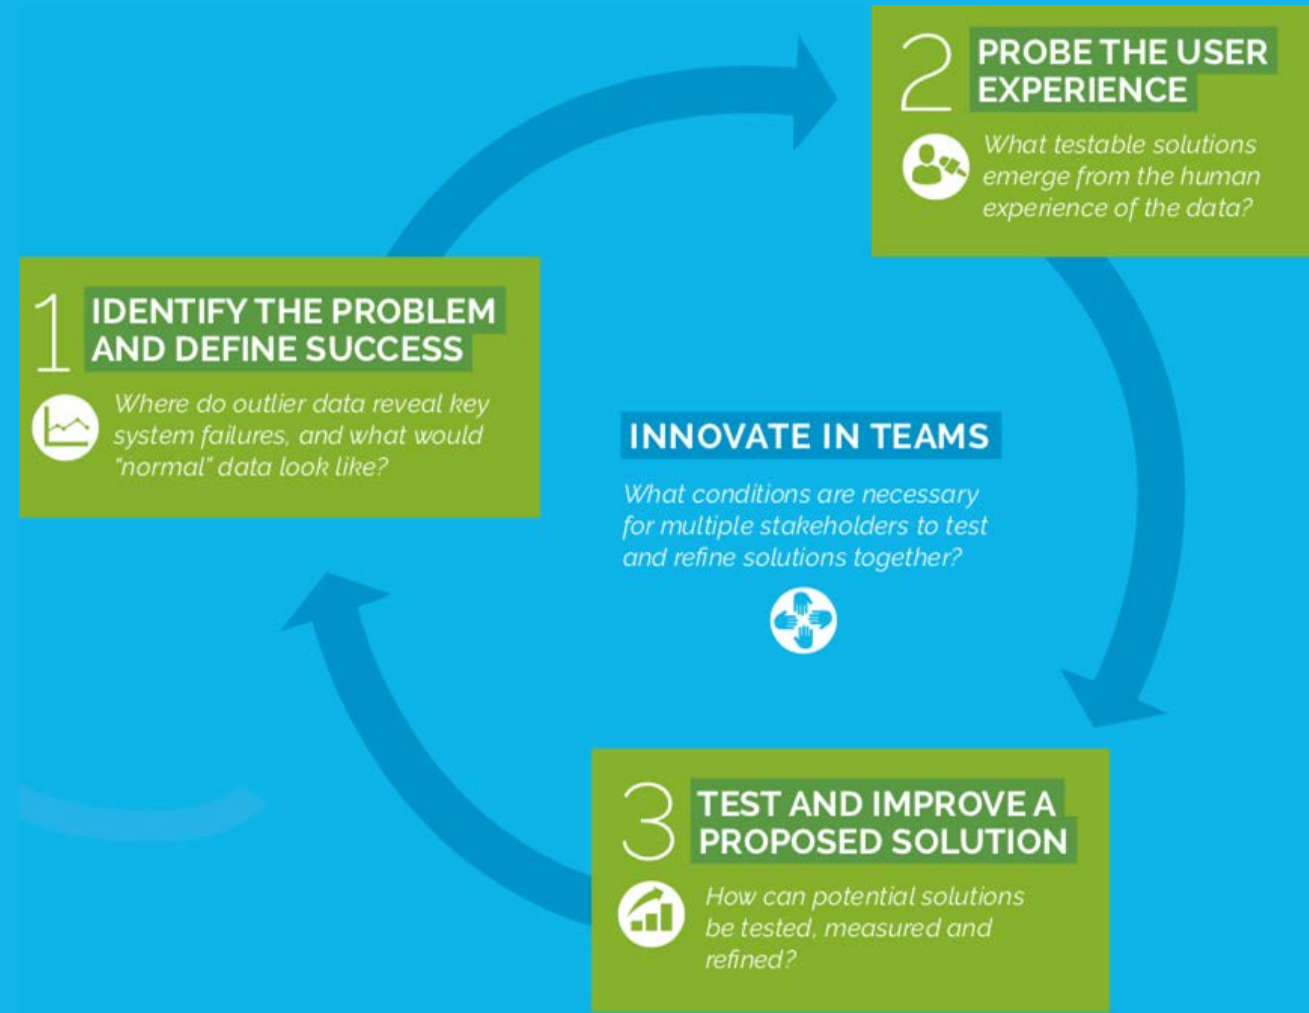 1
IDENTIFY THE PROBLEM
AND DEFINE SUCCESS
Where do outlier data reveal key
system failures, and what would
“normal” data look like?
2
PROBE THE USER
EXPERIENCE
What testable solutions
emerge from the human
experience of the data?
INNOVATE IN TEAMS
What conditions are necessary
for multiple stakeholders to test
and refine solutions together?
3
TEST AND IMPROVE A
PROPOSED SOLUTION
How can potential solutions
be tested, measured and
refined?